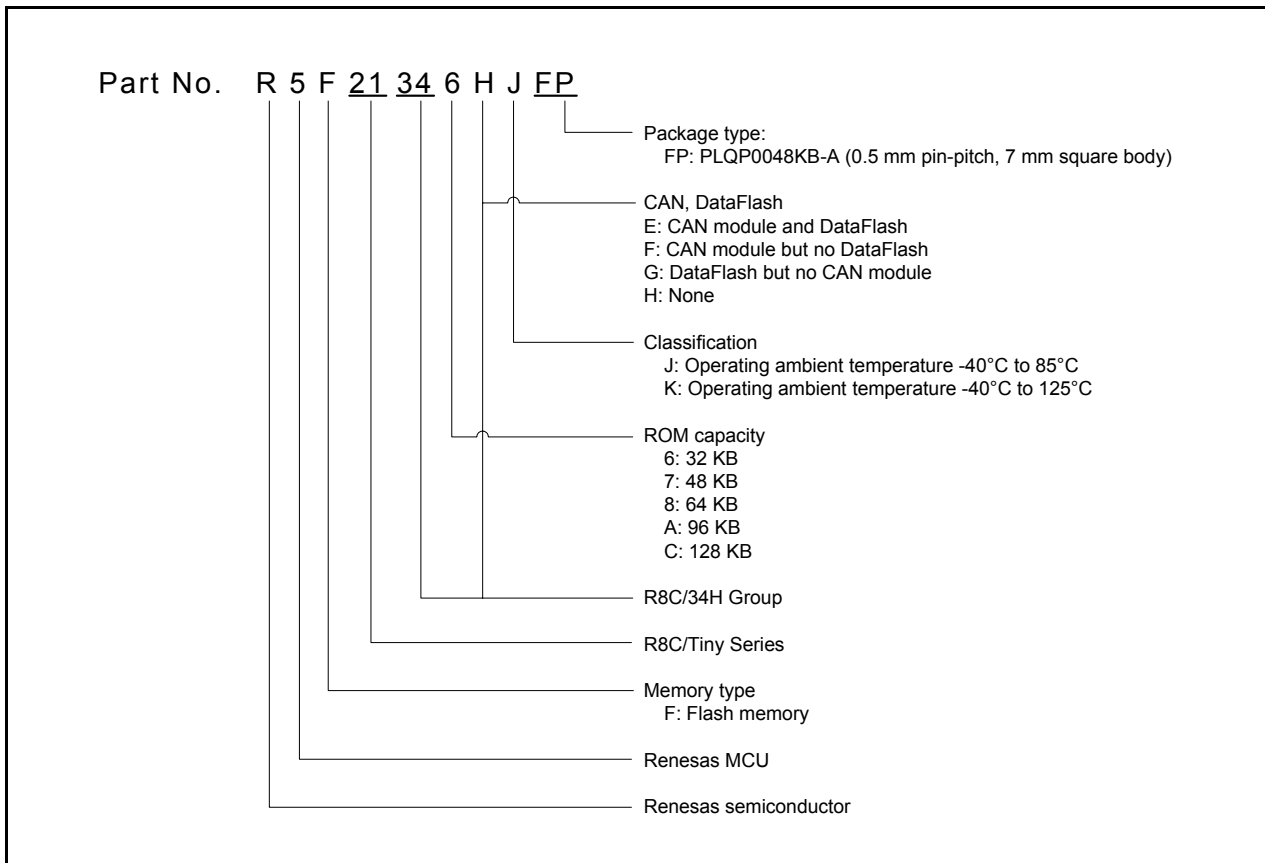 Part No. R 5 F 21 34 6 H J FP
Package type:
FP: PLQP0048KB-A (0.5 mm pin-pitch, 7 mm square body)
CAN, DataFlash
E: CAN module and DataFlash
F: CAN module but no DataFlash
G: DataFlash but no CAN module
H: None
Classification
J: Operating ambient temperature -40°C to 85°C
K: Operating ambient temperature -40°C to 125°C
ROM capacity
6: 32 KB
7: 48 KB
8: 64 KB
A: 96 KB
C: 128 KB
R8C/34H Group
R8C/Tiny Series
Memory type
F: Flash memory
Renesas MCU
Renesas semiconductor